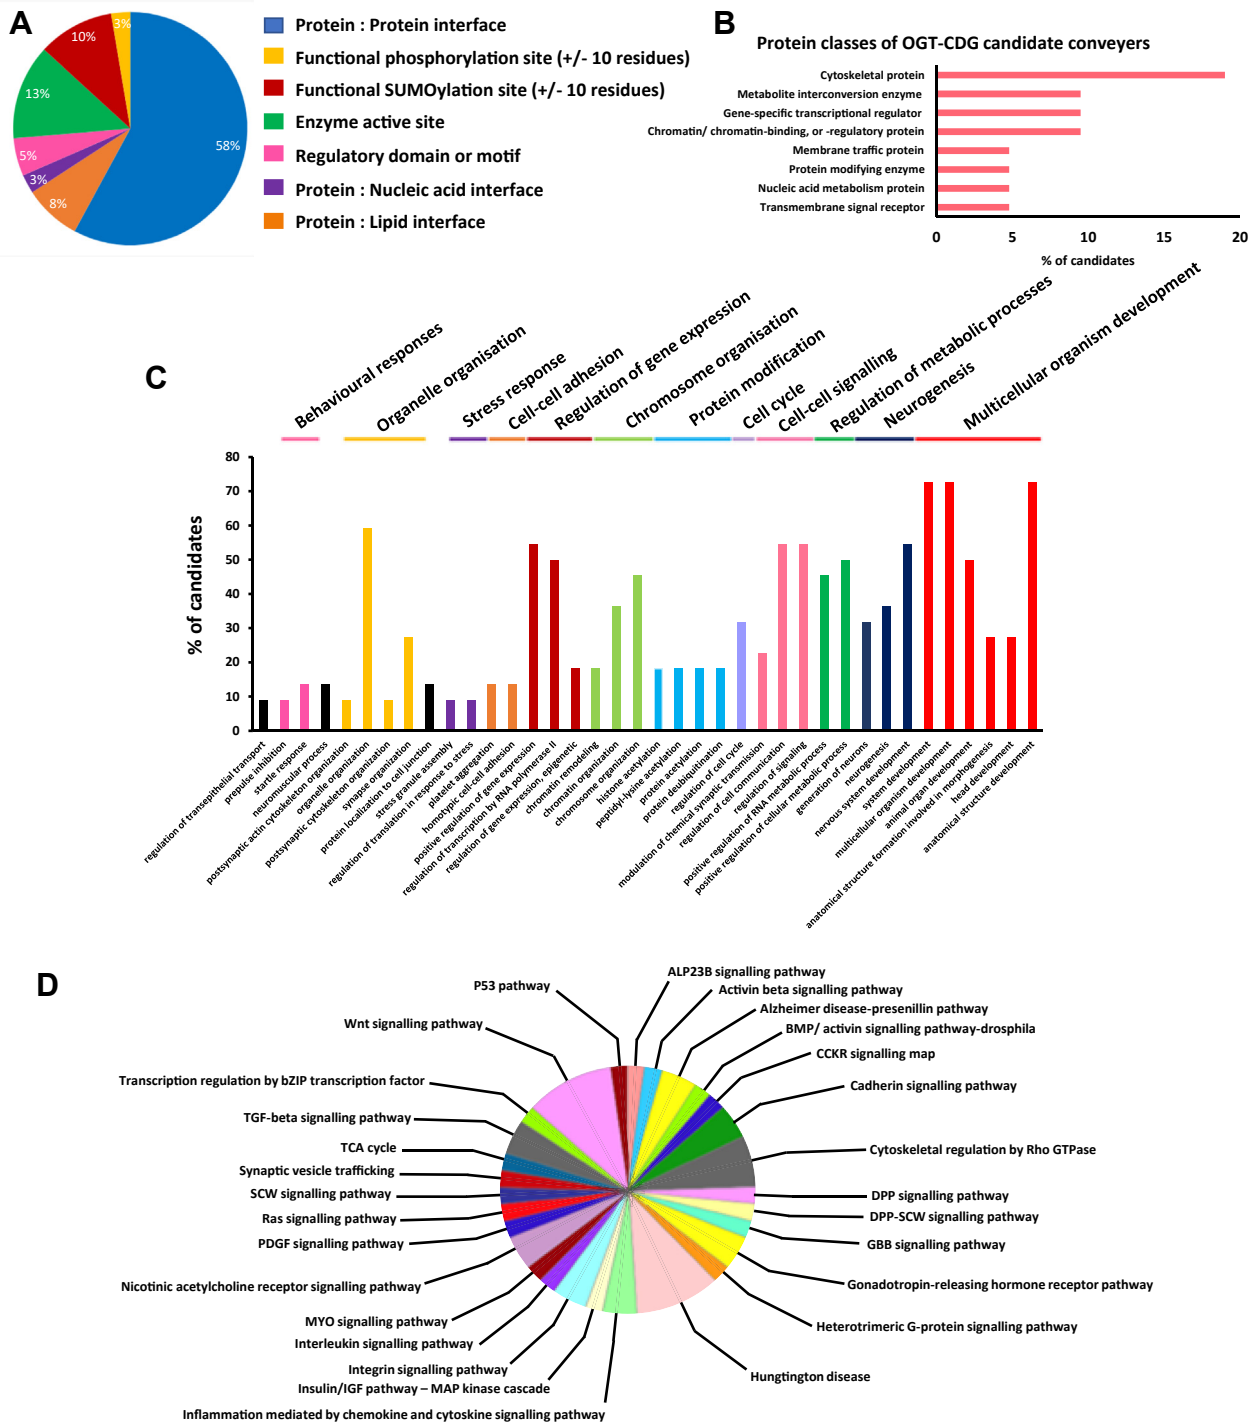 A
3%
10%
13%
5%
3%
8%
58%
Protein : Protein interface
Functional phosphorylation site (+/- 10 residues)
Functional SUMOylation site (+/- 10 residues)
Enzyme active site
Regulatory domain or motif
Protein : Nucleic acid interface
Protein : Lipid interface
B
Protein classes of OGT-CDG candidate conveyers
Cytoskeletal protein
Metabolite interconversion enzyme
Gene-specific transcriptional regulator
Chromatin/ chromatin-binding, or -regulatory protein
Membrane traffic protein
Protein modifying enzyme
Nucleic acid metabolism protein
Transmembrane signal receptor
0 5 10 15 20
% of candidates
C
Behavioural responses
Organelle organisation
Stress response
Cell-cell adhesion
Regulation of gene expression
Chromosome organisation
Protein modification
Cell cycle
Cell-cell signalling
Regulation of metabolic processes
Neurogenesis
Multicellular organism development
% of candidates
80
70
60
50
40
30
20
10
0
regulation of transepithelial transport
prepulse inhibition
startle response
neuromuscular process
postsynaptic actin cytoskeleton organization
organelle organization
postsynaptic cytoskeleton organization
synapse organization
protein localization to cell junction
stress granule assembly
regulation of translation in response to stress
platelet aggregation
homotypic cell-cell adhesion
positive regulation of gene expression
regulation of transcription by RNA polymerase II
regulation of gene expression, epigenetic
chromatin remodeling
chromatin organization
chromosome organization
histone acetylation
peptidyl-lysine acetylation
protein acetylation
protein deubiquitination
regulation of cell cycle
modulation of chemical synaptic transmission
regulation of cell communication
regulation of signaling
positive regulation of RNA metabolic process
positive regulation of cellular metabolic process
generation of neurons
neurogenesis
nervous system development
system development
multicellular organism development
animal organ development
anatomical structure formation involved in morphogenesis
head development
anatomical structure development
D
P53 pathway
Wnt signalling pathway
Transcription regulation by bZIP transcription factor
TGF-beta signalling pathway
TCA cycle
Synaptic vesicle trafficking
SCW signalling pathway
Ras signalling pathway
PDGF signalling pathway
Nicotinic acetylcholine receptor signalling pathway
MYO signalling pathway
Interleukin signalling pathway
Integrin signalling pathway
Insulin/IGF pathway – MAP kinase cascade
Inflammation mediated by chemokine and cytoskine signalling pathway
ALP23B signalling pathway
Activin beta signalling pathway
Alzheimer disease-presenillin pathway
BMP/ activin signalling pathway-drosphila
CCKR signalling map
Cadherin signalling pathway
Cytoskeletal regulation by Rho GTPase
DPP signalling pathway
DPP-SCW signalling pathway
GBB signalling pathway
Gonadotropin-releasing hormone receptor pathway
Heterotrimeric G-protein signalling pathway
Hungtington disease